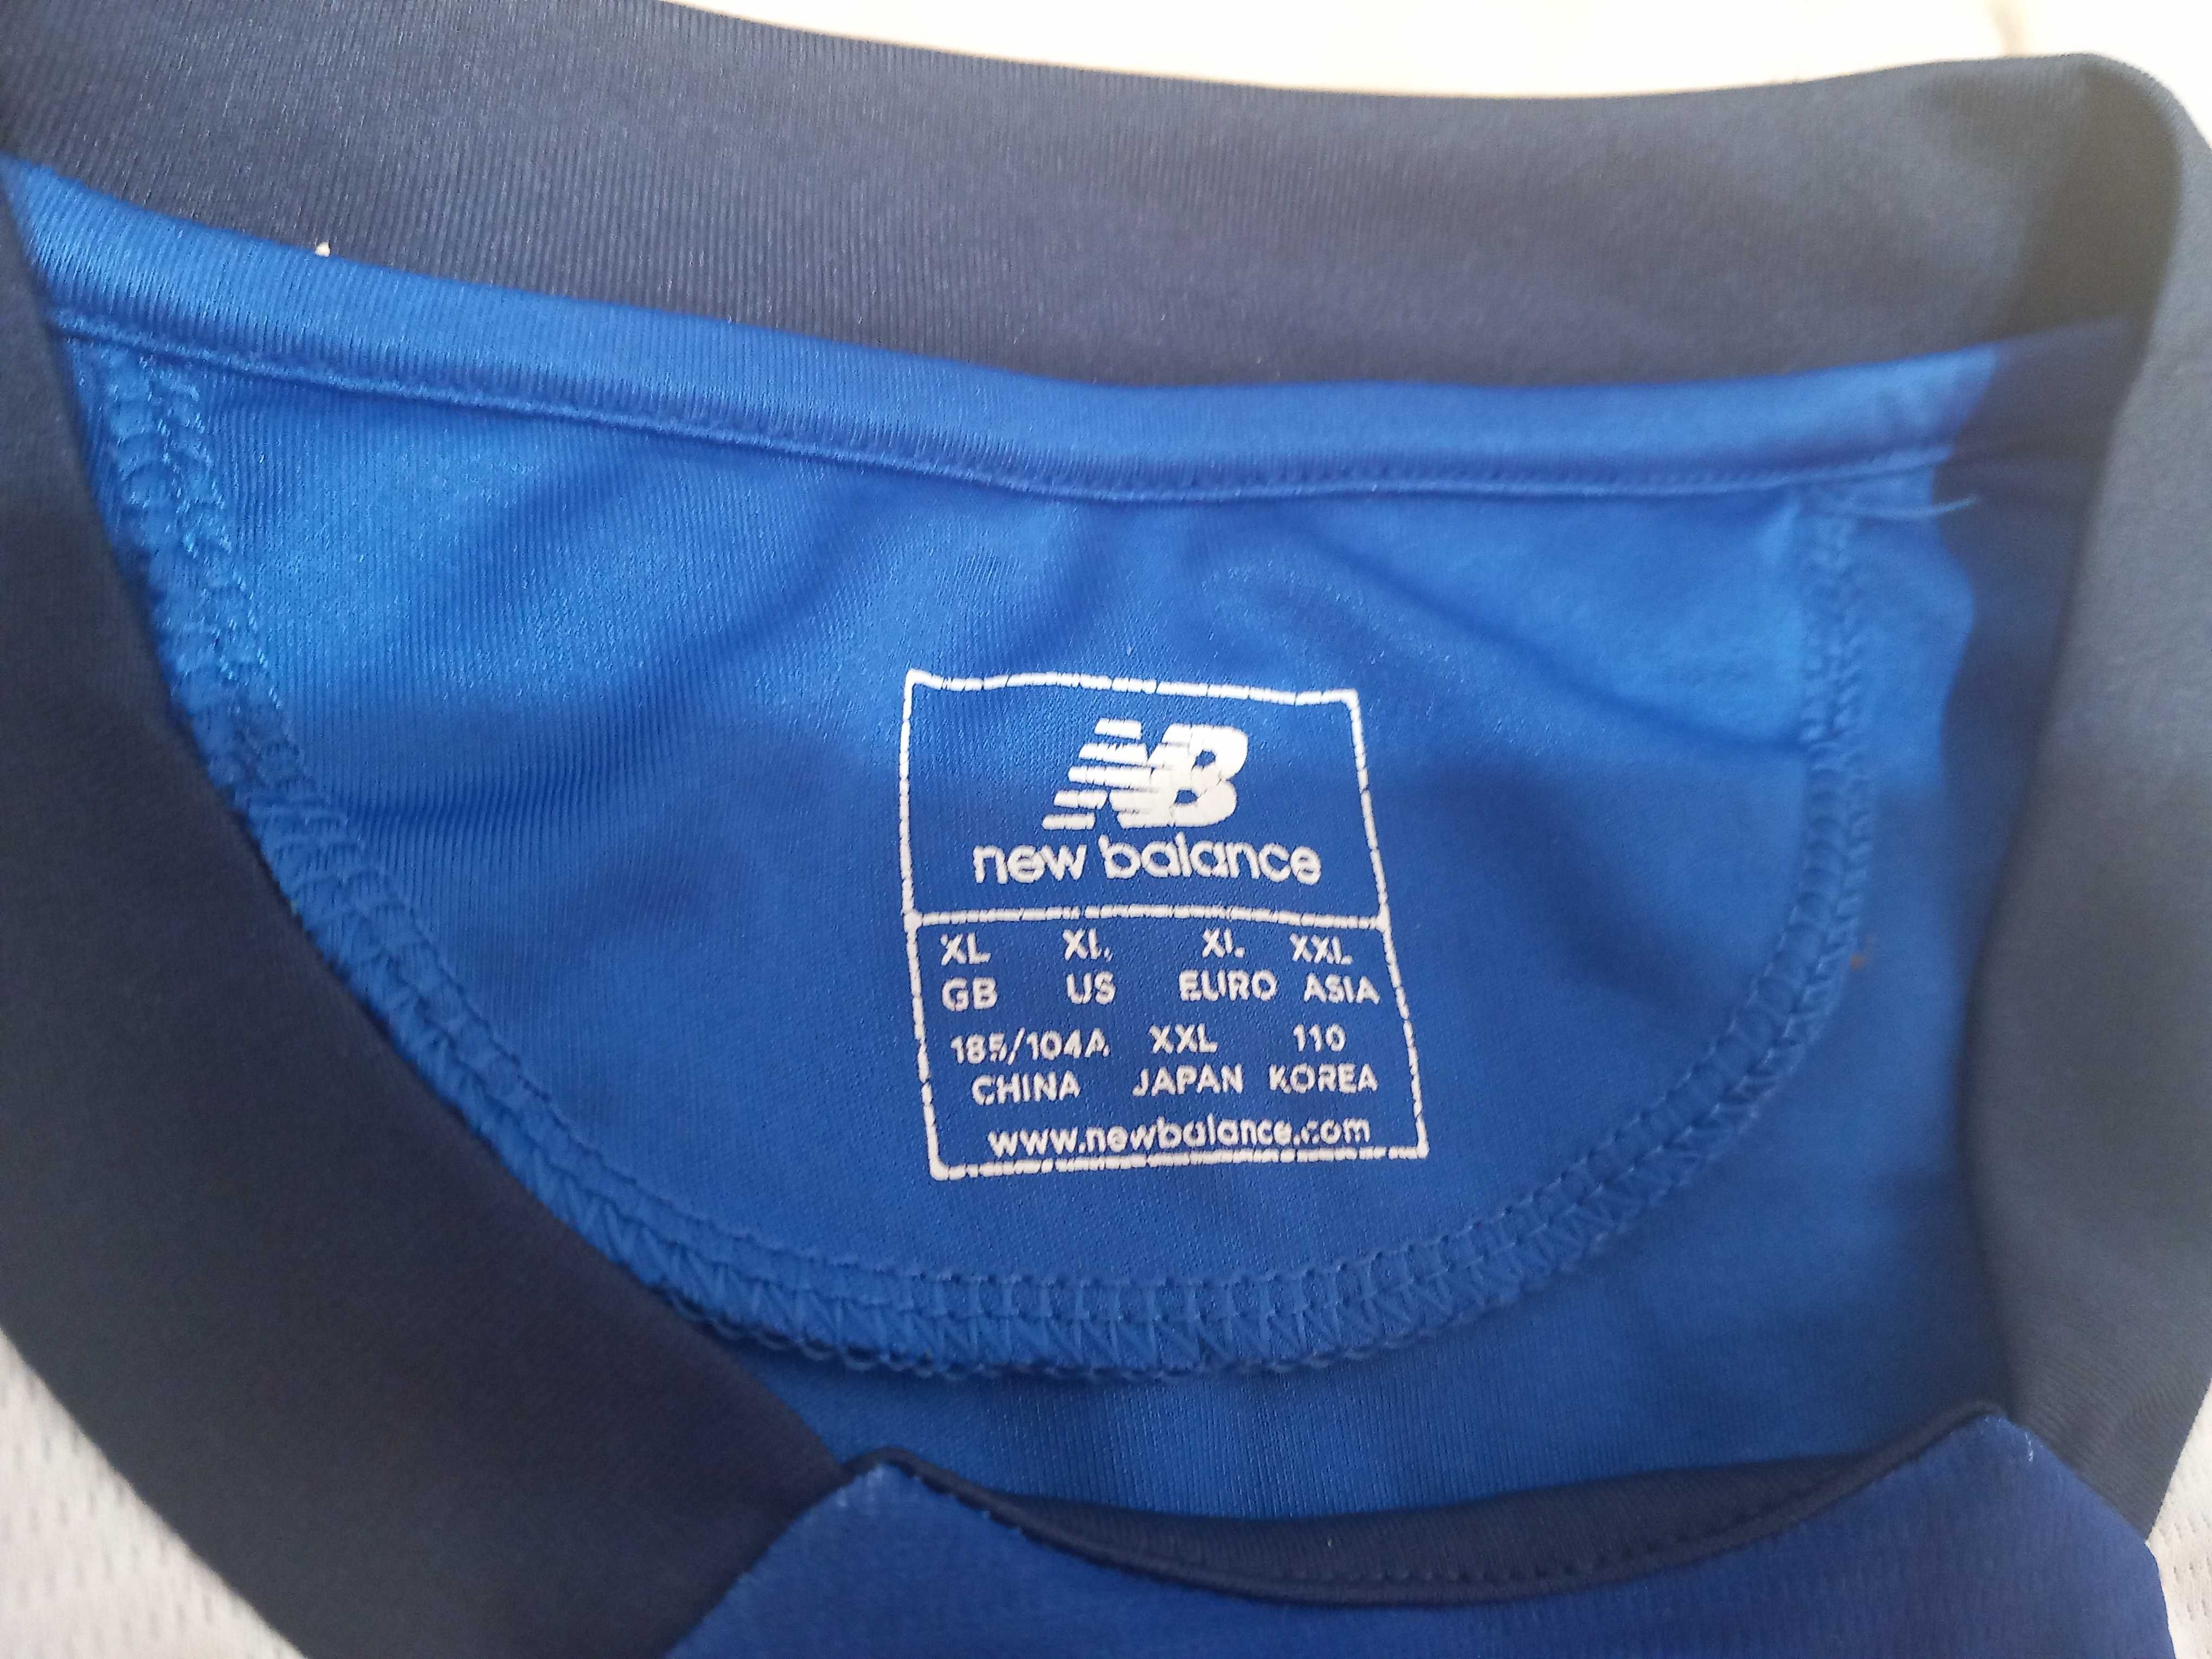 NB
new balance
XL XL XL XXL
GB US EURO ASIA
185/104A XXL 110
CHINA JAPAN KOREA
www.newbalance.com